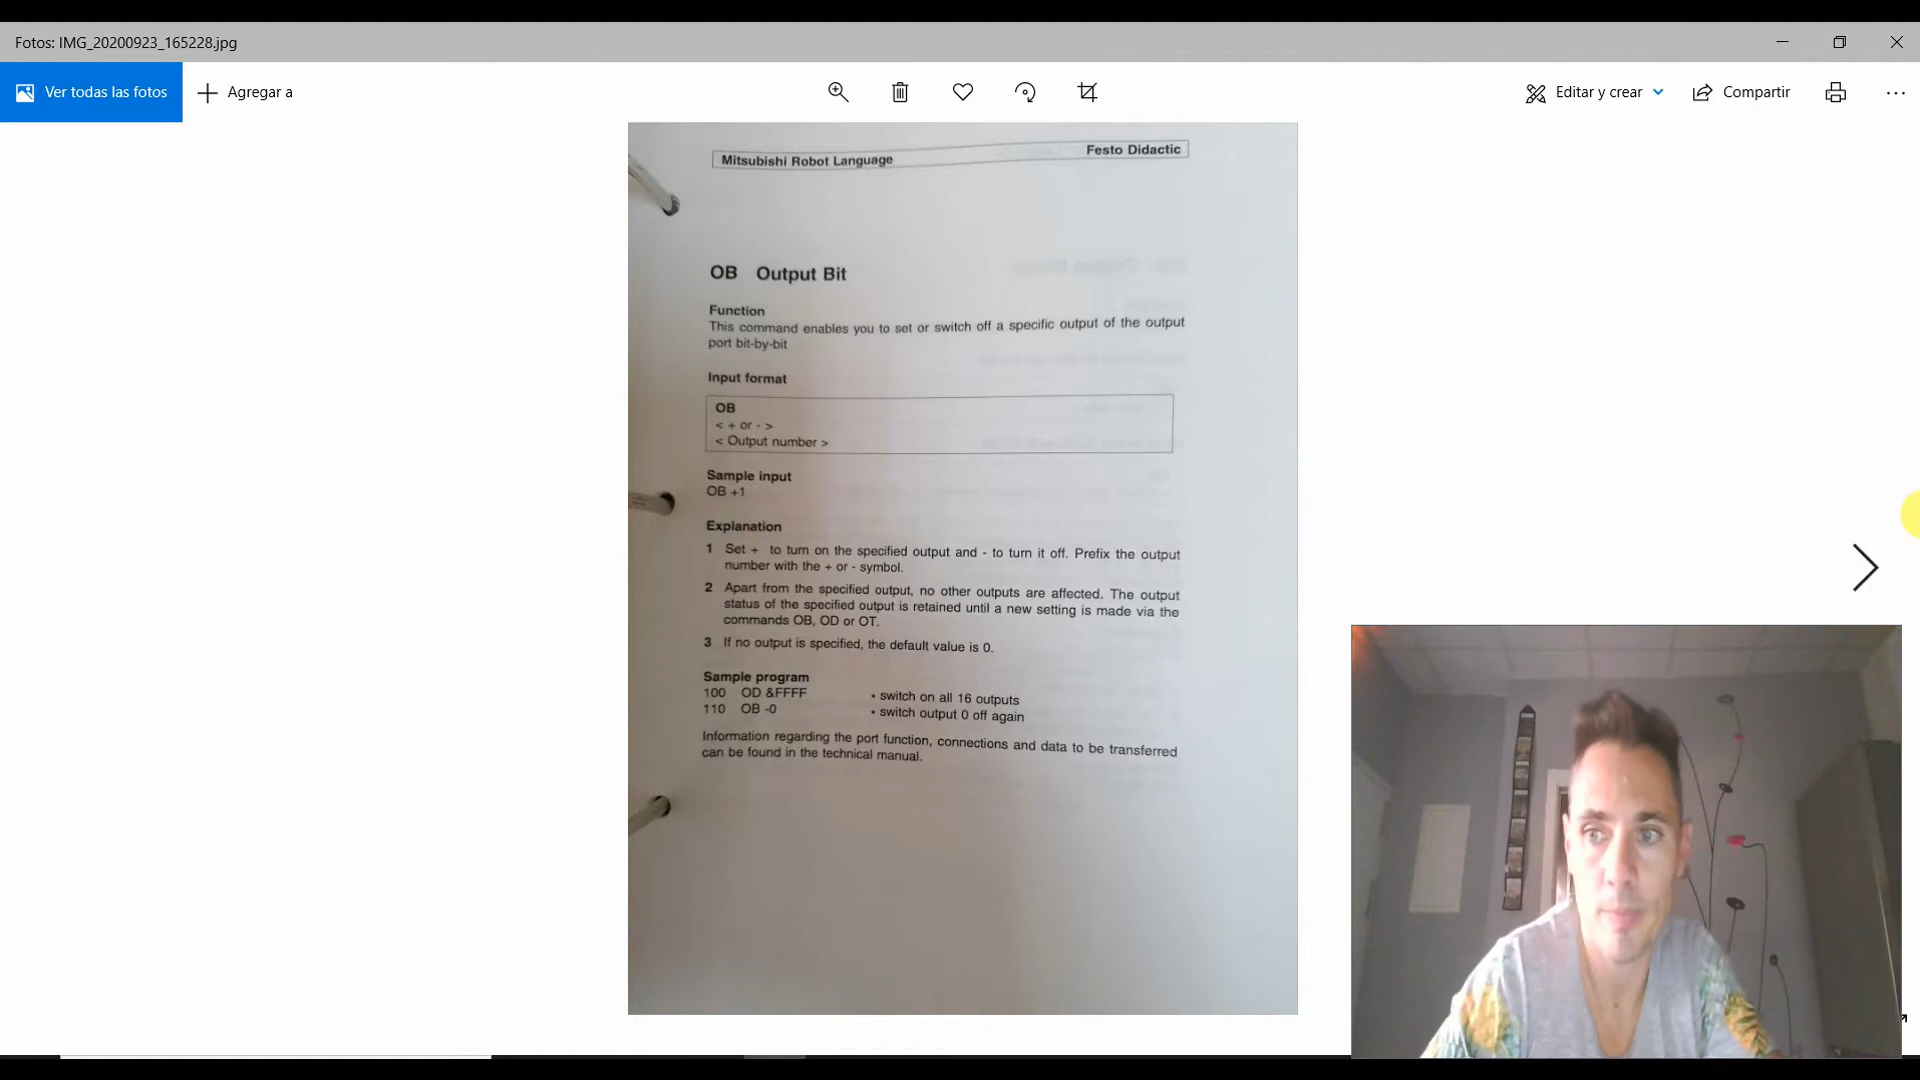 Fotos: IMG_20200923_165228.jpg
Ver todas las fotos
Agregar a
Editar y crear
Compartir
Mitsubishi Robot Language
Festo Didactic
OB Output Bit
Function
This command enables you to set or switch off a specific output of the output
port bit-by-bit
Input format
OB
< + or - >
< Output number >
Sample input
OB +1
Explanation
1 Set + to turn on the specified output and - to turn it off. Prefix the output
number with the + or - symbol.
2 Apart from the specified output, no other outputs are affected. The output
status of the specified output is retained until a new setting is made via the
commands OB, OD or OT.
3 If no output is specified, the default value is 0.
Sample program
100 OD &FFFF • switch on all 16 outputs
110 OB -0 • switch output 0 off again
Information regarding the port function, connections and data to be transferred
can be found in the technical manual.